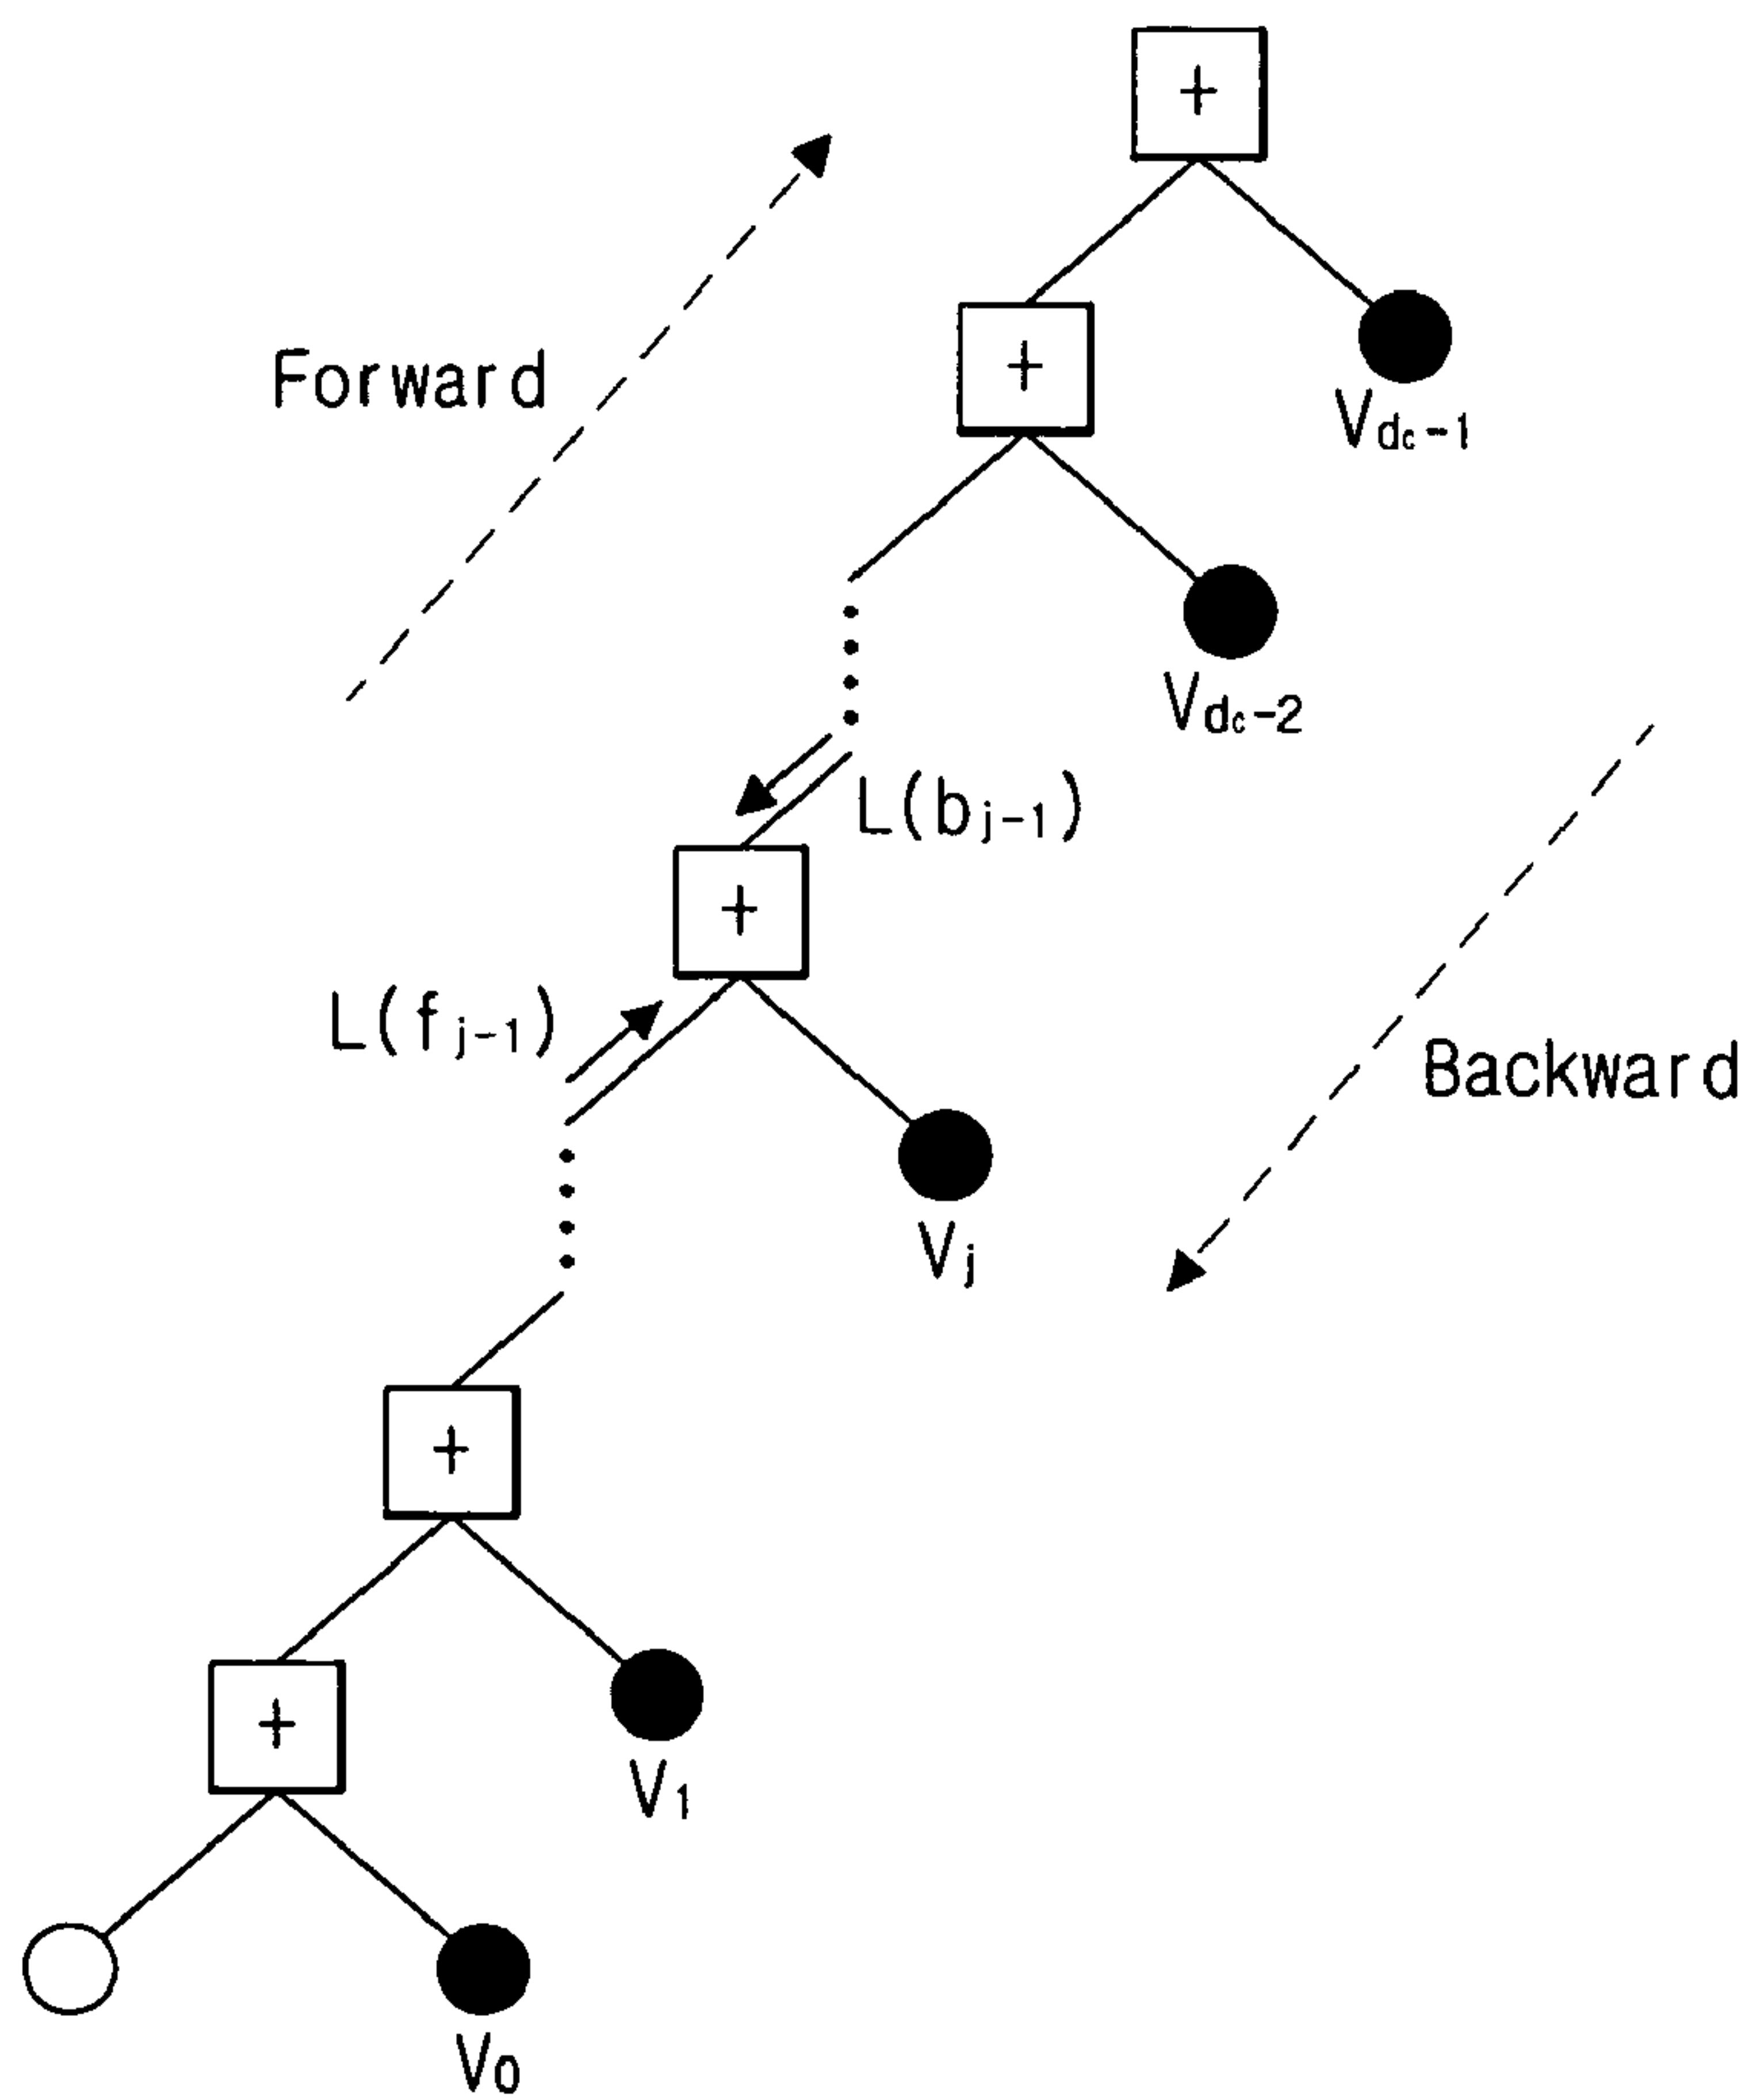 +
+
Forward
V_{dc-1}
V_{dc-2}
L(b_{j-1})
+
L(f_{j-1})
Backward
V_j
+
+
V_1
V_0